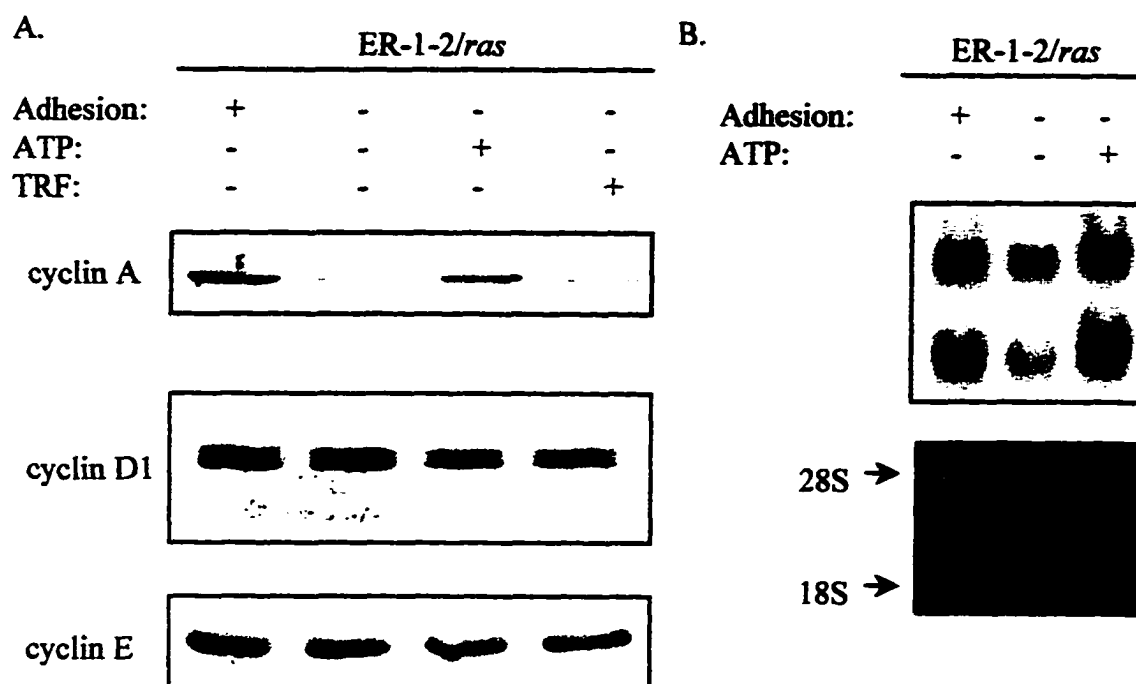 A.
ER-1-2/ras
Adhesion: + - - -
ATP: - - + -
TRF: - - - +
cyclin A
cyclin D1
cyclin E
B.
ER-1-2/ras
Adhesion: + - -
ATP: - - +
28S
18S